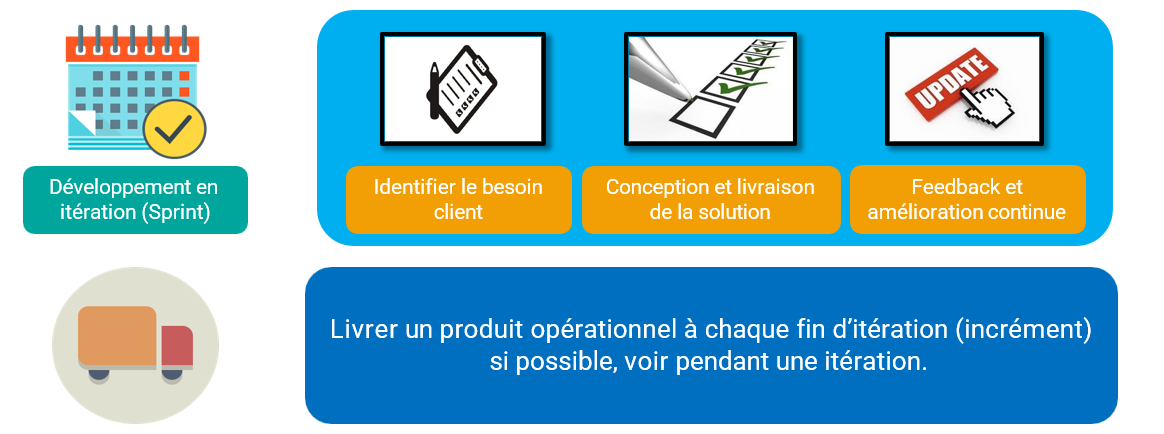 UPDATE
Développement en
itération (Sprint)
Identifier le besoin
client
Conception et livraison
de la solution
Feedback et
amélioration continue
Livrer un produit opérationnel à chaque fin d’itération (incrément)
si possible, voir pendant une itération.